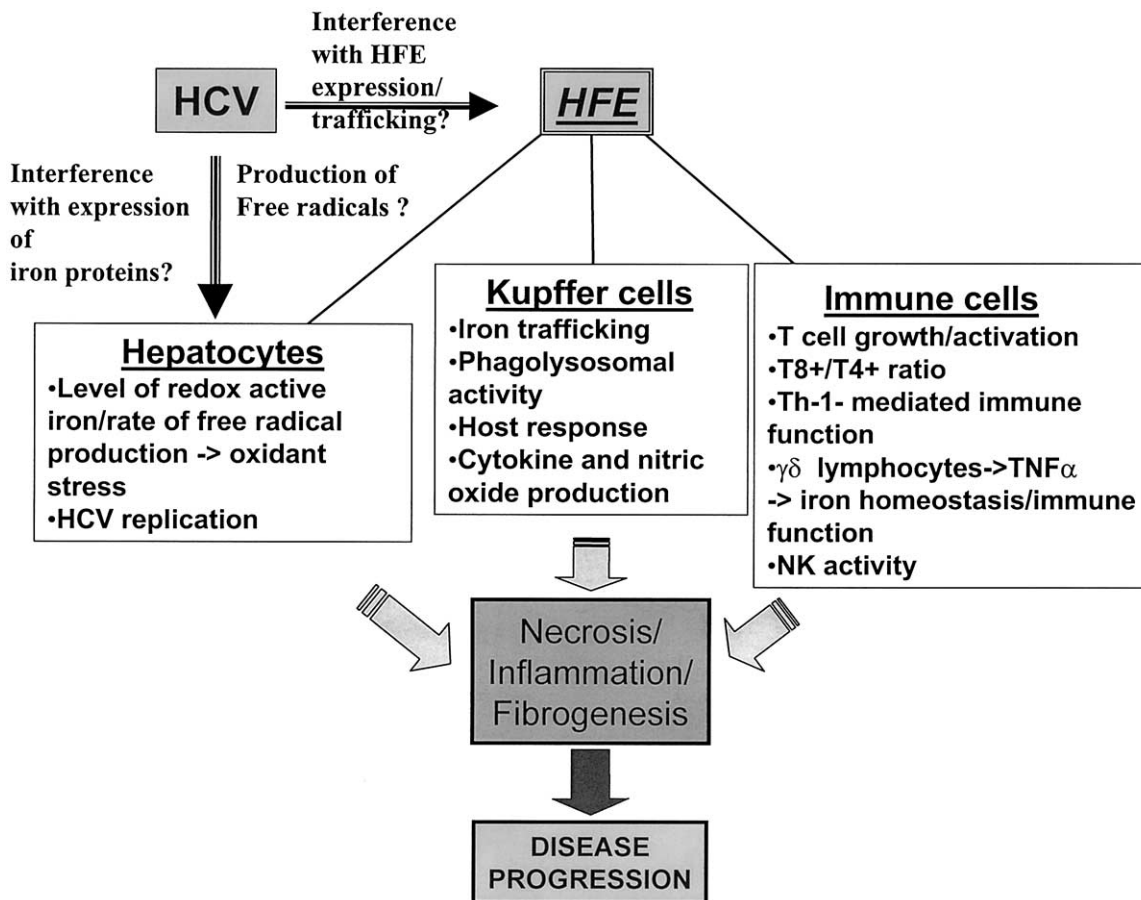 Interference
with HFE
expression/
trafficking?
HCV
HFE
Interference
with expression
of
iron proteins?
Production of
Free radicals ?
Hepatocytes
•Level of redox active
iron/rate of free radical
production -> oxidant
stress
•HCV replication
Kupffer cells
•Iron trafficking
•Phagolysosomal
activity
•Host response
•Cytokine and nitric
oxide production
Immune cells
•T cell growth/activation
•T8+/T4+ ratio
•Th-1- mediated immune
function
•γδ lymphocytes->TNFα
-> iron homeostasis/immune
function
•NK activity
Necrosis/
Inflammation/
Fibrogenesis
DISEASE
PROGRESSION